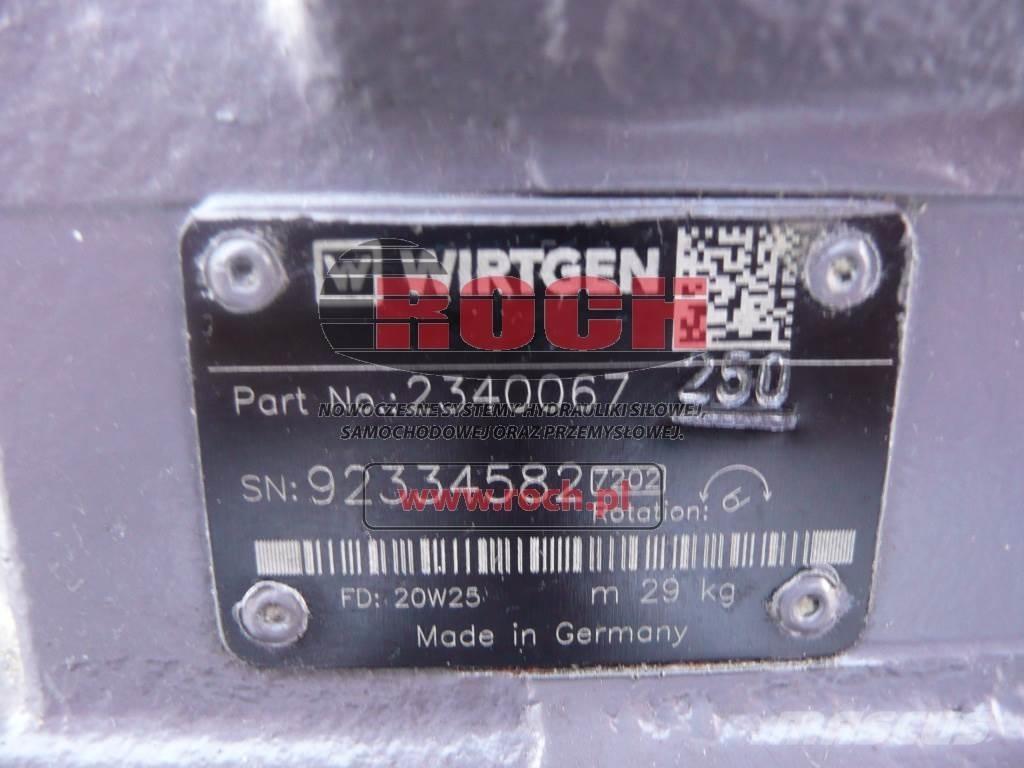 W WIRTGEN
ROCH
Part No.: 2340067 250
NOWOCZESNE SYSTEMY HYDRAULIKI SIŁOWEJ,
SAMOCHODOWEJ ORAZ PRZEMYSŁOWEJ.
SN: 92334582 7202
www.roch.pl
Rotation:
FD: 20W25 m 29 kg
Made in Germany
MASCUS